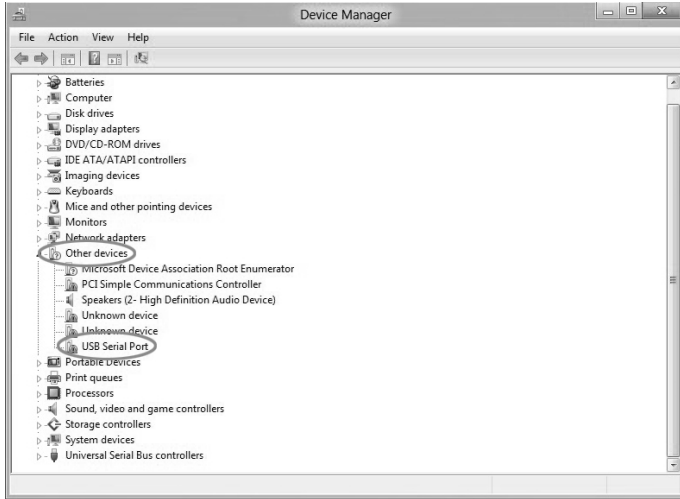 Device Manager
File Action View Help
Batteries
Computer
Disk drives
Display adapters
DVD/CD-ROM drives
IDE ATA/ATAPI controllers
Imaging devices
Keyboards
Mice and other pointing devices
Monitors
Network adapters
Other devices
Microsoft Device Association Root Enumerator
PCI Simple Communications Controller
Speakers (2- High Definition Audio Device)
Unknown device
Unknown device
USB Serial Port
Portable Devices
Print queues
Processors
Sound, video and game controllers
Storage controllers
System devices
Universal Serial Bus controllers